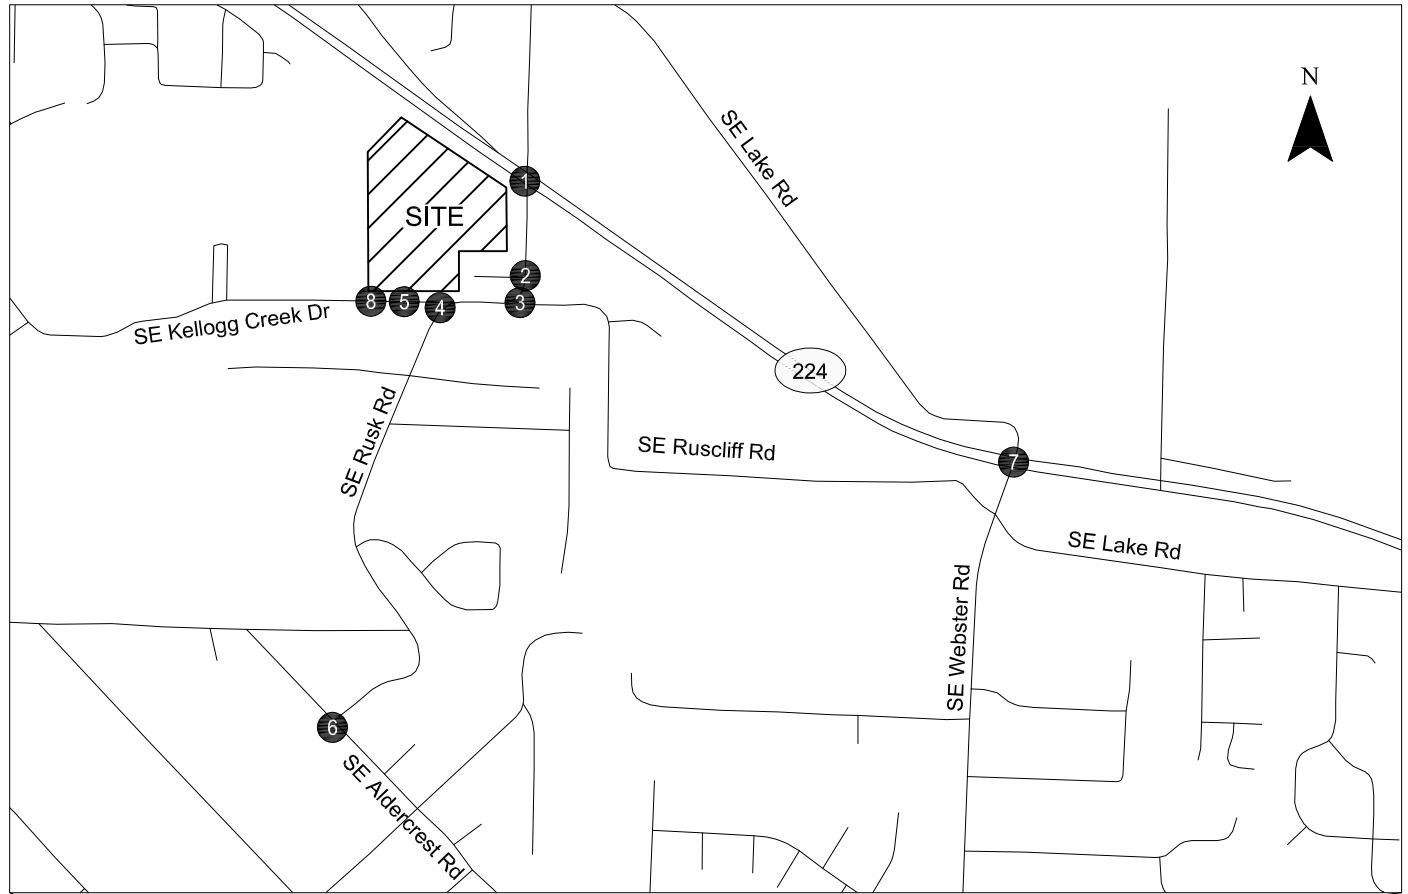 N
SE Lake Rd
1
SITE
2
8
5
4
3
SE Kellogg Creek Dr
224
SE Rusk Rd
SE Ruscliff Rd
7
SE Lake Rd
SE Webster Rd
6
SE Aldercrest Rd